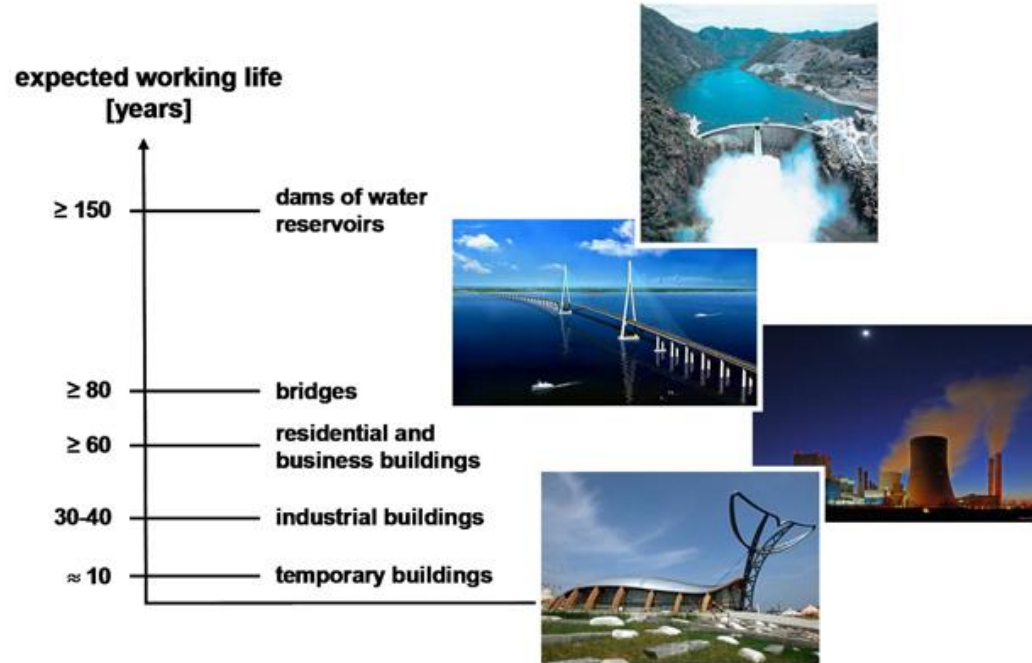 expected working life
[years]
≥ 150 dams of water
reservoirs
≥ 80 bridges
≥ 60 residential and
business buildings
30-40 industrial buildings
≈ 10 temporary buildings